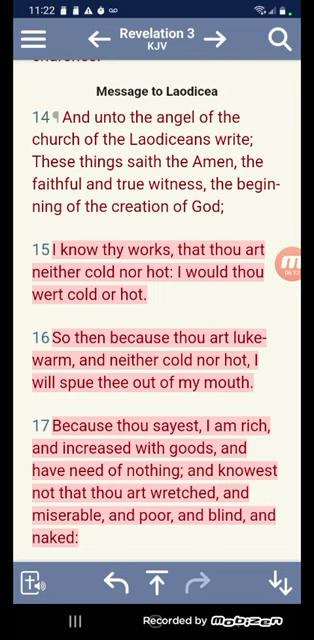 11:22
Revelation 3
KJV
Message to Laodicea
14¶ And unto the angel of the
church of the Laodiceans write;
These things saith the Amen, the
faithful and true witness, the begin-
ning of the creation of God;
15 I know thy works, that thou art
neither cold nor hot: I would thou
wert cold or hot.
16 So then because thou art luke-
warm, and neither cold nor hot, I
will spue thee out of my mouth.
17 Because thou sayest, I am rich,
and increased with goods, and
have need of nothing; and knowest
not that thou art wretched, and
miserable, and poor, and blind, and
naked:
Recorded by mobizen